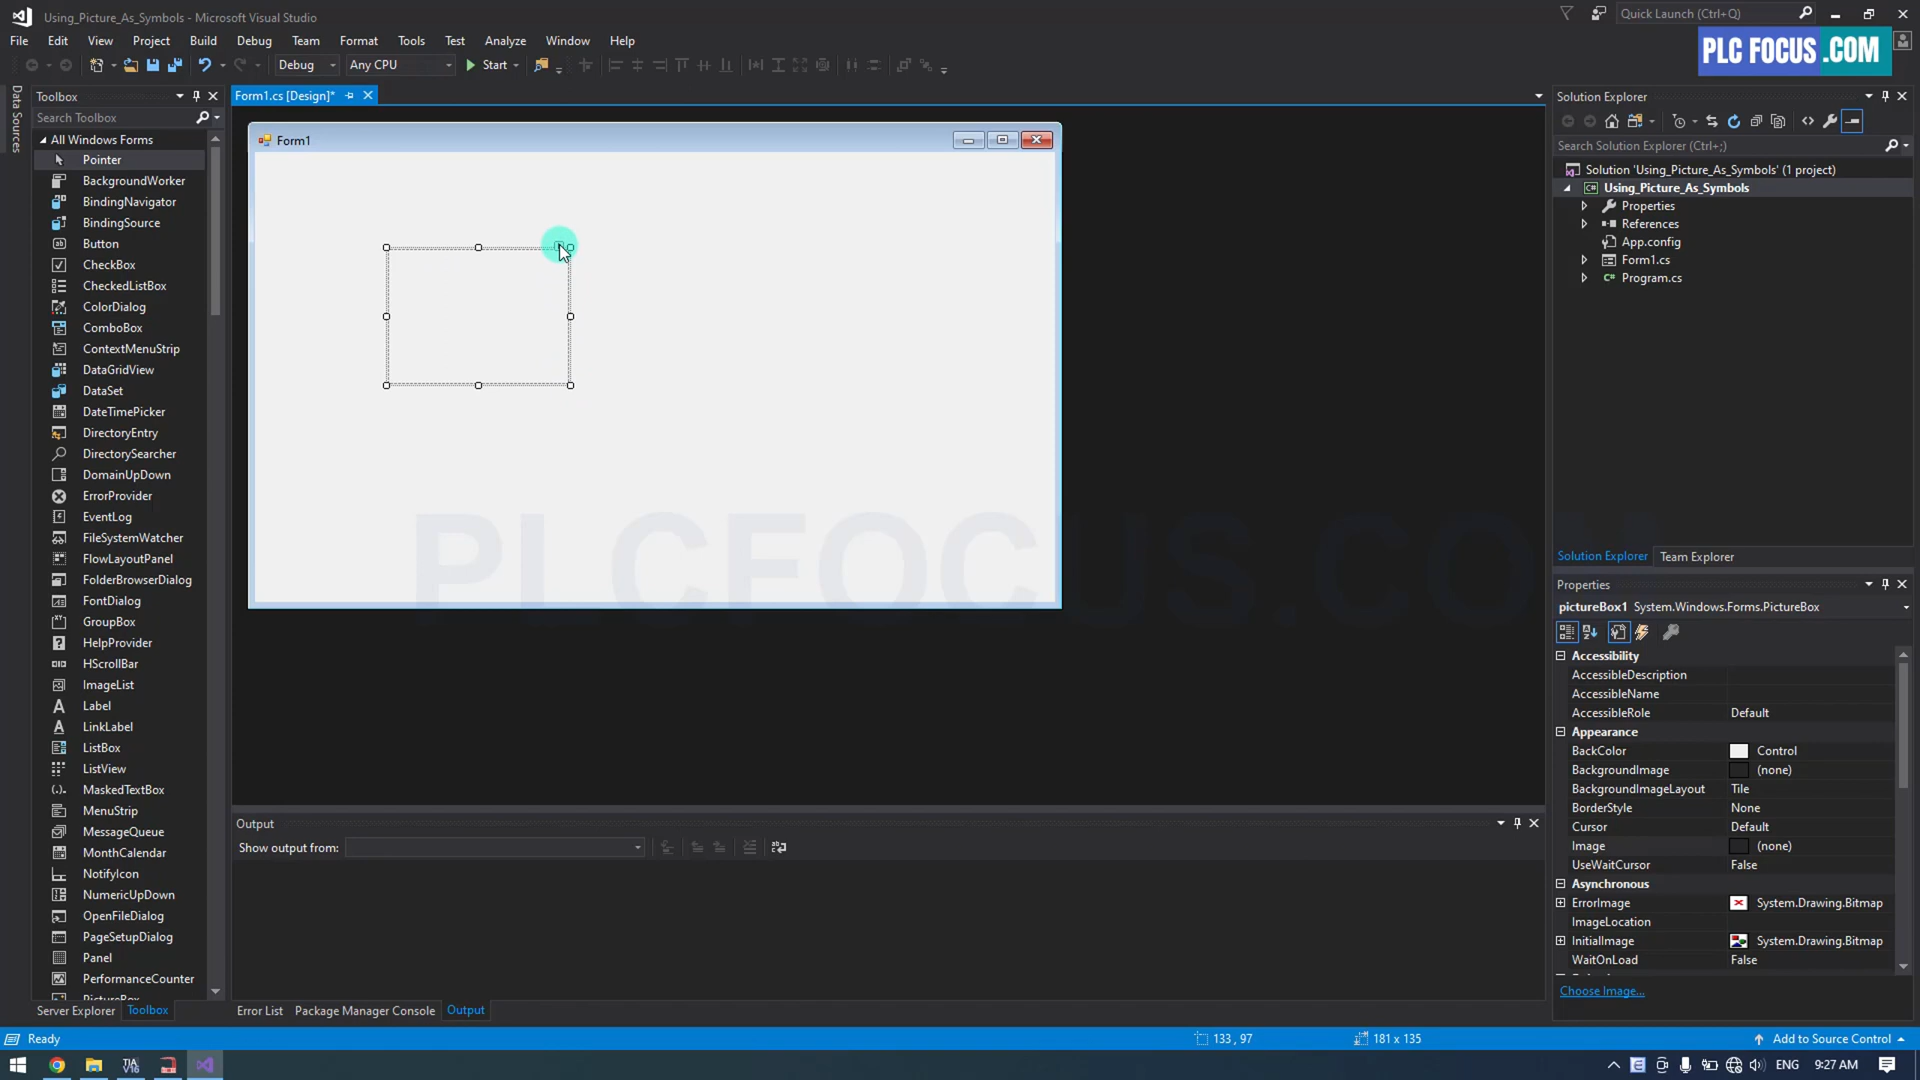 Using_Picture_As_Symbols - Microsoft Visual Studio
Quick Launch (Ctrl+Q)
File Edit View Project Build Debug Team Format Tools Test Analyze Window Help
PLC FOCUS .COM
Debug Any CPU Start
Data Sources
Toolbox
Form1.cs [Design]*
Solution Explorer
Search Toolbox
All Windows Forms
Pointer
BackgroundWorker
BindingNavigator
BindingSource
Button
CheckBox
CheckedListBox
ColorDialog
ComboBox
ContextMenuStrip
DataGridView
DataSet
DateTimePicker
DirectoryEntry
DirectorySearcher
DomainUpDown
ErrorProvider
EventLog
FileSystemWatcher
FlowLayoutPanel
FolderBrowserDialog
FontDialog
GroupBox
HelpProvider
HScrollBar
ImageList
Label
LinkLabel
ListBox
ListView
MaskedTextBox
MenuStrip
MessageQueue
MonthCalendar
NotifyIcon
NumericUpDown
OpenFileDialog
PageSetupDialog
Panel
PerformanceCounter
PictureBox
Server Explorer Toolbox
Form1
PLCFOCUS.COM
Output
Show output from:
Error List Package Manager Console Output
Search Solution Explorer (Ctrl+;)
Solution 'Using_Picture_As_Symbols' (1 project)
Using_Picture_As_Symbols
Properties
References
App.config
Form1.cs
Program.cs
Solution Explorer Team Explorer
Properties
pictureBox1 System.Windows.Forms.PictureBox
Accessibility
AccessibleDescription
AccessibleName
AccessibleRole Default
Appearance
BackColor Control
BackgroundImage (none)
BackgroundImageLayout Tile
BorderStyle None
Cursor Default
Image (none)
UseWaitCursor False
Asynchronous
ErrorImage System.Drawing.Bitmap
ImageLocation
InitialImage System.Drawing.Bitmap
WaitOnLoad False
Choose Image...
Ready 133 , 97 181 x 135 Add to Source Control
ENG 9:27 AM